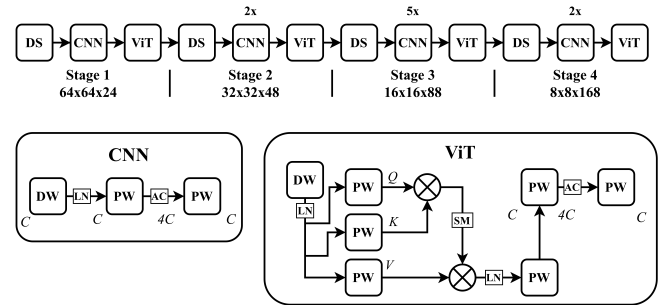 2x 5x 2x
DS CNN ViT DS CNN ViT DS CNN ViT DS CNN ViT
Stage 1 Stage 2 Stage 3 Stage 4
64x64x24 32x32x48 16x16x88 8x8x168
CNN
DW LN PW AC PW
C C 4C C
ViT
DW PW Q PW AC PW
LN
C 4C C
PW K SM
PW V LN PW